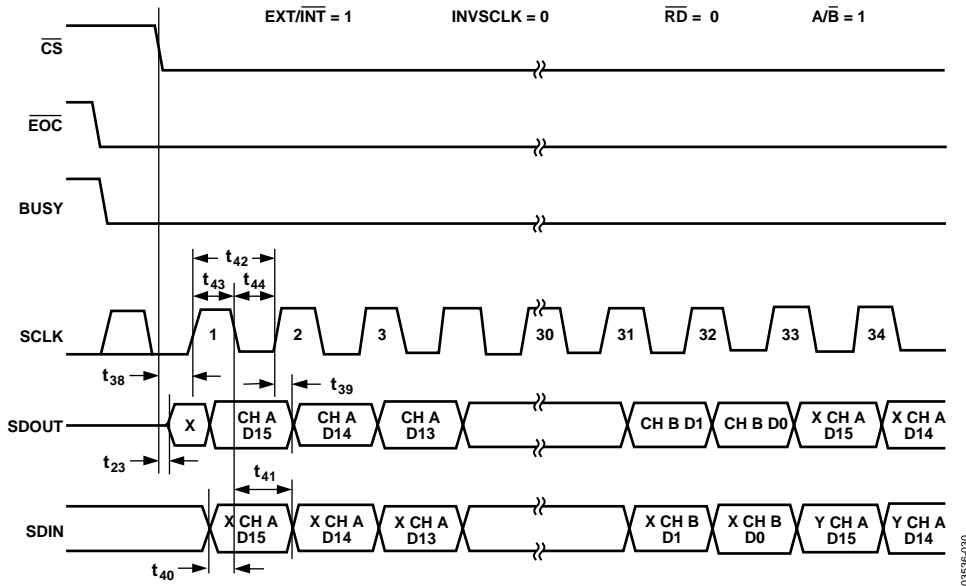 EXT/INT = 1 INVSCLK = 0 RD = 0 A/B = 1
CS
EOC
BUSY
t42
t43 t44
SCLK 1 2 3 30 31 32 33 34
t38
t39
SDOUT X CH A D15 CH A D14 CH A D13 CH B D1 CH B D0 X CH A D15 X CH A D14
t23
t41
SDIN X CH A D15 X CH A D14 X CH A D13 X CH B D1 X CH B D0 Y CH A D15 Y CH A D14
t40
03536-030